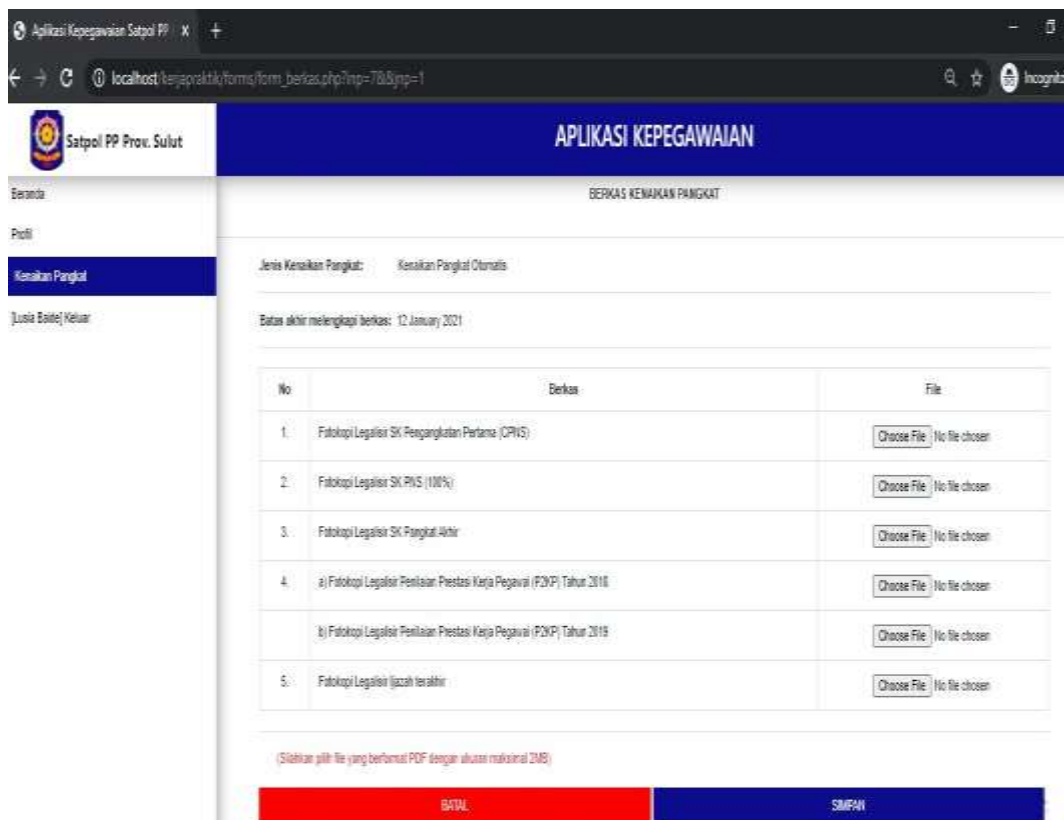 Aplikasi Kepegawaian Satpol PP
localhost/kerjapraktik/forms/form_berkas.php?inp=7&&jnp=1
Incognito
Satpol PP Prov. Sulut
APLIKASI KEPEGAWAIAN
Beranda
Profil
Kenaikan Pangkat
[Lusia Baide] Keluar
BERKAS KENAIKAN PANGKAT
Jenis Kenaikan Pangkat: Kenaikan Pangkat Otomatis
Batas akhir melengkapi berkas: 12 January 2021
No Berkas File
1. Fotokopi Legalisir SK Pengangkatan Pertama (CPNS) Choose File No file chosen
2. Fotokopi Legalisir SK PNS (100%) Choose File No file chosen
3. Fotokopi Legalisir SK Pangkat Akhir Choose File No file chosen
4. a) Fotokopi Legalisir Penilaian Prestasi Kerja Pegawai (P2KP) Tahun 2018 Choose File No file chosen
b) Fotokopi Legalisir Penilaian Prestasi Kerja Pegawai (P2KP) Tahun 2019 Choose File No file chosen
5. Fotokopi Legalisir Ijazah terakhir Choose File No file chosen
(Silahkan pilih file yang berformat PDF dengan ukuran maksimal 2MB)
BATAL SIMPAN